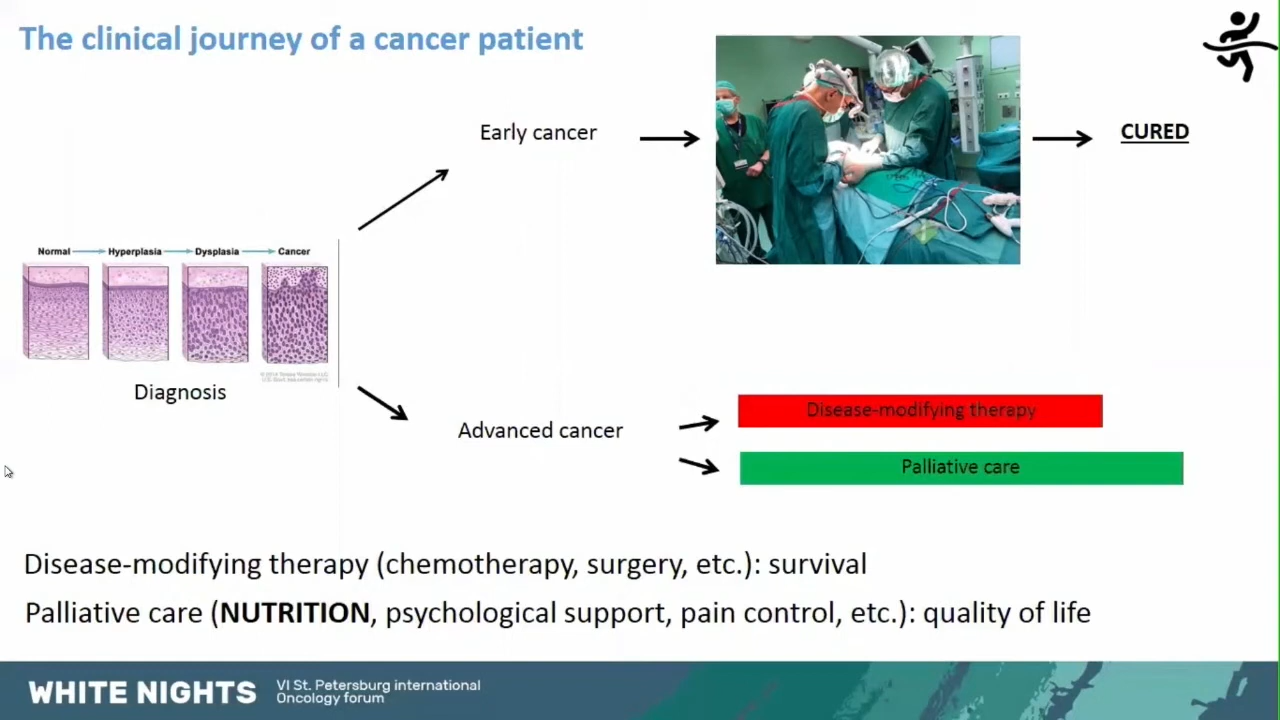 The clinical journey of a cancer patient
Early cancer
CURED
Normal Hyperplasia Dysplasia Cancer
Diagnosis
Advanced cancer
Disease-modifying therapy
Palliative care
Disease-modifying therapy (chemotherapy, surgery, etc.): survival
Palliative care (NUTRITION, psychological support, pain control, etc.): quality of life
WHITE NIGHTS
VI St. Petersburg international
Oncology forum